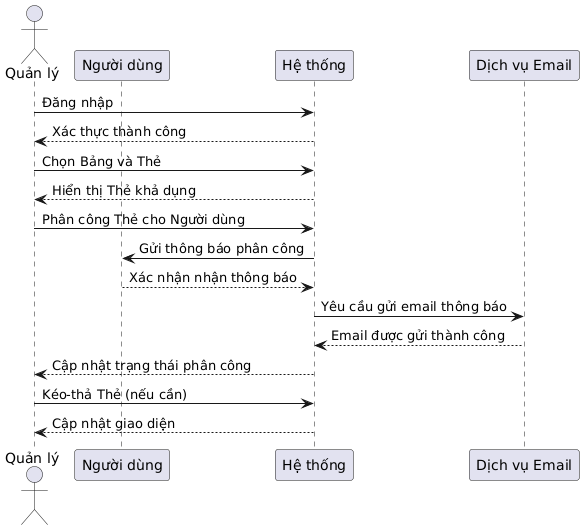 Quản lý
Người dùng
Hệ thống
Dịch vụ Email
Đăng nhập
Xác thực thành công
Chọn Bảng và Thẻ
Hiển thị Thẻ khả dụng
Phân công Thẻ cho Người dùng
Gửi thông báo phân công
Xác nhận nhận thông báo
Yêu cầu gửi email thông báo
Email được gửi thành công
Cập nhật trạng thái phân công
Kéo-thả Thẻ (nếu cần)
Cập nhật giao diện
Quản lý
Người dùng
Hệ thống
Dịch vụ Email